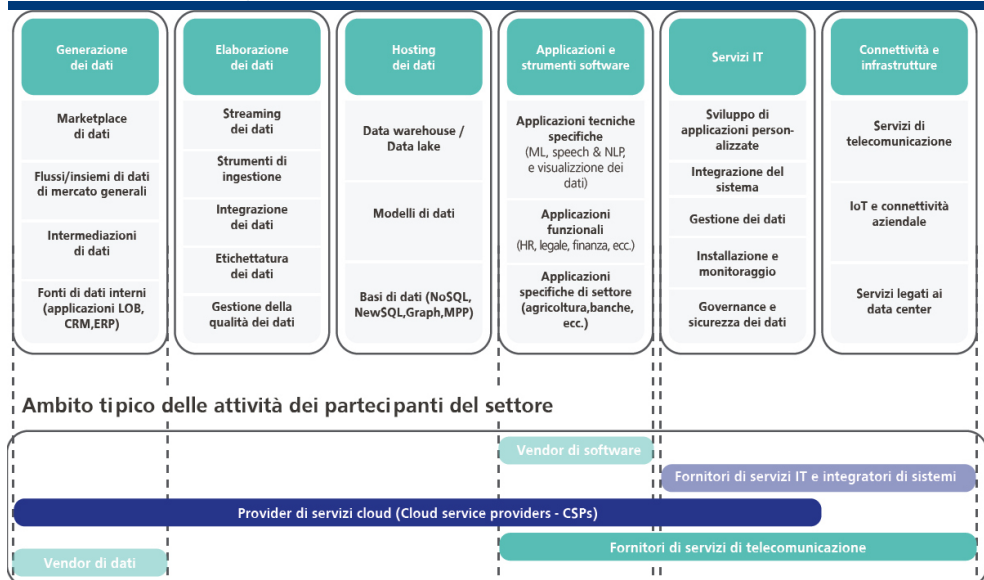 Generazione
dei dati
Marketplace
di dati
Flussi/insiemi di dati
di mercato generali
Intermediazioni
di dati
Fonti di dati interni
(applicazioni LOB,
CRM,ERP)
Elaborazione
dei dati
Streaming
dei dati
Strumenti di
ingestione
Integrazione
dei dati
Etichettatura
dei dati
Gestione della
qualità dei dati
Hosting
dei dati
Data warehouse /
Data lake
Modelli di dati
Basi di dati (NoSQL,
NewSQL,Graph,MPP)
Applicazioni e
strumenti software
Applicazioni tecniche
specifiche
(ML, speech & NLP,
e visualizzione dei
dati)
Applicazioni
funzionali
(HR, legale, finanza, ecc.)
Applicazioni
specifiche di settore
(agricoltura,banche,
ecc.)
Servizi IT
Sviluppo di
applicazioni person-
alizzate
Integrazione del
sistema
Gestione dei dati
Installazione e
monitoraggio
Governance e
sicurezza dei dati
Connettività e
infrastrutture
Servizi di
telecomunicazione
IoT e connettività
aziendale
Servizi legati ai
data center
Ambito tipico delle attività dei partecipanti del settore
Vendor di software
Fornitori di servizi IT e integratori di sistemi
Provider di servizi cloud (Cloud service providers - CSPs)
Fornitori di servizi di telecomunicazione
Vendor di dati